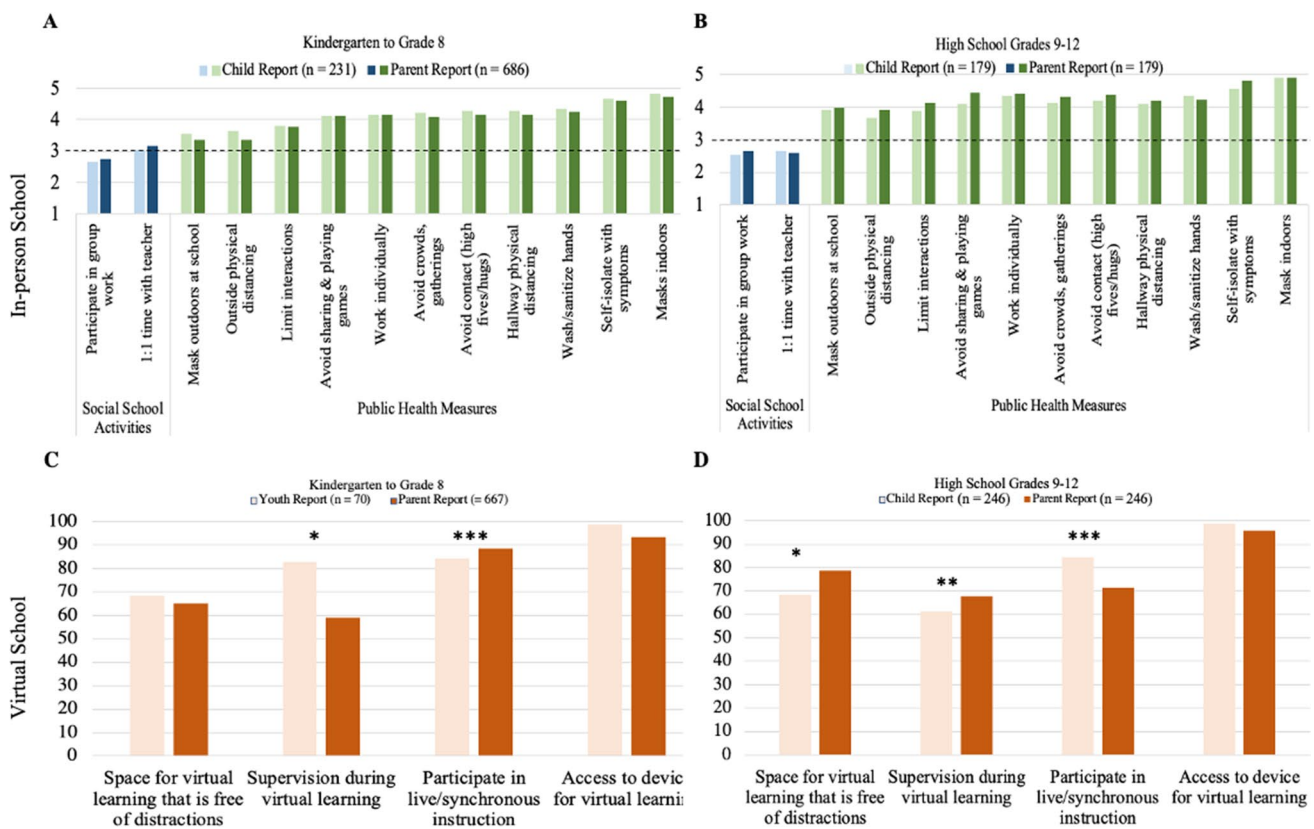 A
Kindergarten to Grade 8
Child Report (n = 231) Parent Report (n = 686)
5
4
3
2
1
In-person School
Participate in group
work
1:1 time with teacher
Mask outdoors at school
Outside physical
distancing
Limit interactions
Avoid sharing & playing
games
Work individually
Avoid crowds,
gatherings
Avoid contact (high
fives/hugs)
Hallway physical
distancing
Wash/sanitize hands
Self-isolate with
symptoms
Masks indoors
Social School
Activities
Public Health Measures
B
High School Grades 9-12
Child Report (n = 179) Parent Report (n = 179)
5
4
3
2
1
Participate in group work
1:1 time with teacher
Mask outdoors at school
Outside physical
distancing
Limit interactions
Avoid sharing & playing
games
Work individually
Avoid crowds, gatherings
Avoid contact (high
fives/hugs)
Hallway physical
distancing
Wash/sanitize hands
Self-isolate with
symptoms
Mask indoors
Social School
Activities
Public Health Measures
C
Kindergarten to Grade 8
Youth Report (n = 70) Parent Report (= 667)
100
90
80
70
60
50
40
30
20
10
0
Virtual School
*
***
Space for virtual
learning that is free
of distractions
Supervision during
virtual learning
Participate in
live/synchronous
instruction
Access to device
for virtual learnin
D
High School Grades 9-12
Child Report (n = 246) Parent Report (n = 246)
100
90
80
70
60
50
40
30
20
10
0
*
**
***
Space for virtual
learning that is free
of distractions
Supervision during
virtual learning
Participate in
live/synchronous
instruction
Access to device
for virtual learning